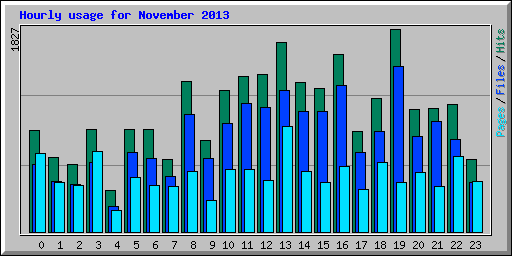 Hourly usage for November 2013
1827
Pages/Files/Hits
0 1 2 3 4 5 6 7 8 9 10 11 12 13 14 15 16 17 18 19 20 21 22 23